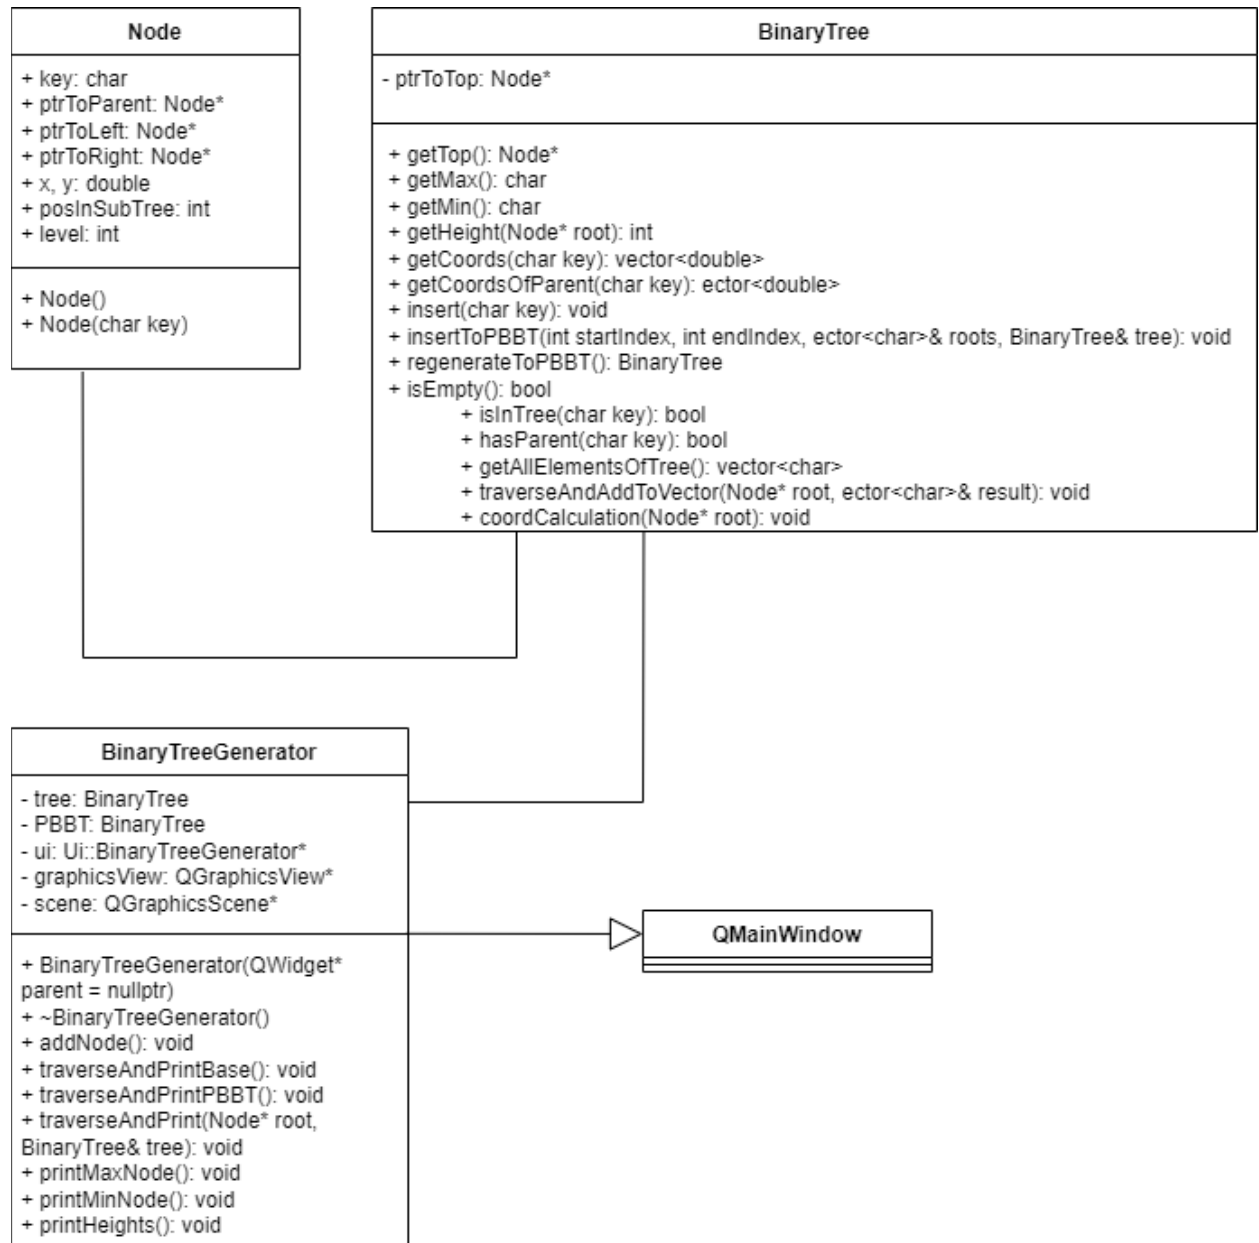 Node
+ key: char
+ ptrToParent: Node*
+ ptrToLeft: Node*
+ ptrToRight: Node*
+ x, y: double
+ posInSubTree: int
+ level: int
+ Node()
+ Node(char key)
BinaryTree
- ptrToTop: Node*
+ getTop(): Node*
+ getMax(): char
+ getMin(): char
+ getHeight(Node* root): int
+ getCoords(char key): vector<double>
+ getCoordsOfParent(char key): ector<double>
+ insert(char key): void
+ insertToPBBT(int startIndex, int endIndex, ector<char>& roots, BinaryTree& tree): void
+ regenerateToPBBT(): BinaryTree
+ isEmpty(): bool
+ isInTree(char key): bool
+ hasParent(char key): bool
+ getAllElementsOfTree(): vector<char>
+ traverseAndAddToVector(Node* root, ector<char>& result): void
+ coordCalculation(Node* root): void
BinaryTreeGenerator
- tree: BinaryTree
- PBBT: BinaryTree
- ui: Ui::BinaryTreeGenerator*
- graphicsView: QGraphicsView*
- scene: QGraphicsScene*
+ BinaryTreeGenerator(QWidget*
parent = nullptr)
+ ~BinaryTreeGenerator()
+ addNode(): void
+ traverseAndPrintBase(): void
+ traverseAndPrintPBBT(): void
+ traverseAndPrint(Node* root,
BinaryTree& tree): void
+ printMaxNode(): void
+ printMinNode(): void
+ printHeights(): void
QMainWindow